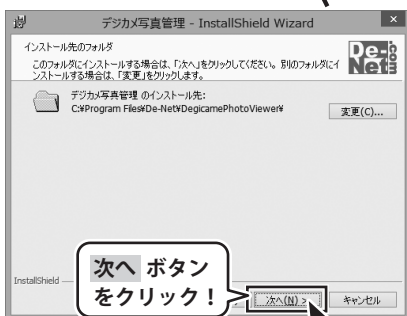 デジカメ写真管理 - InstallShield Wizard
×
インストール先のフォルダ
このフォルダにインストールする場合は、「次へ」をクリックしてください。別のフォルダにイ
ンストールする場合は、「変更」をクリックします。
De-
Net
デジカメ写真管理 のインストール先:
C:¥Program Files¥De-Net¥DegicamePhotoViewer¥
変更(C)...
次へ ボタン
をクリック！
InstallShield
次へ(N) >
キャンセル